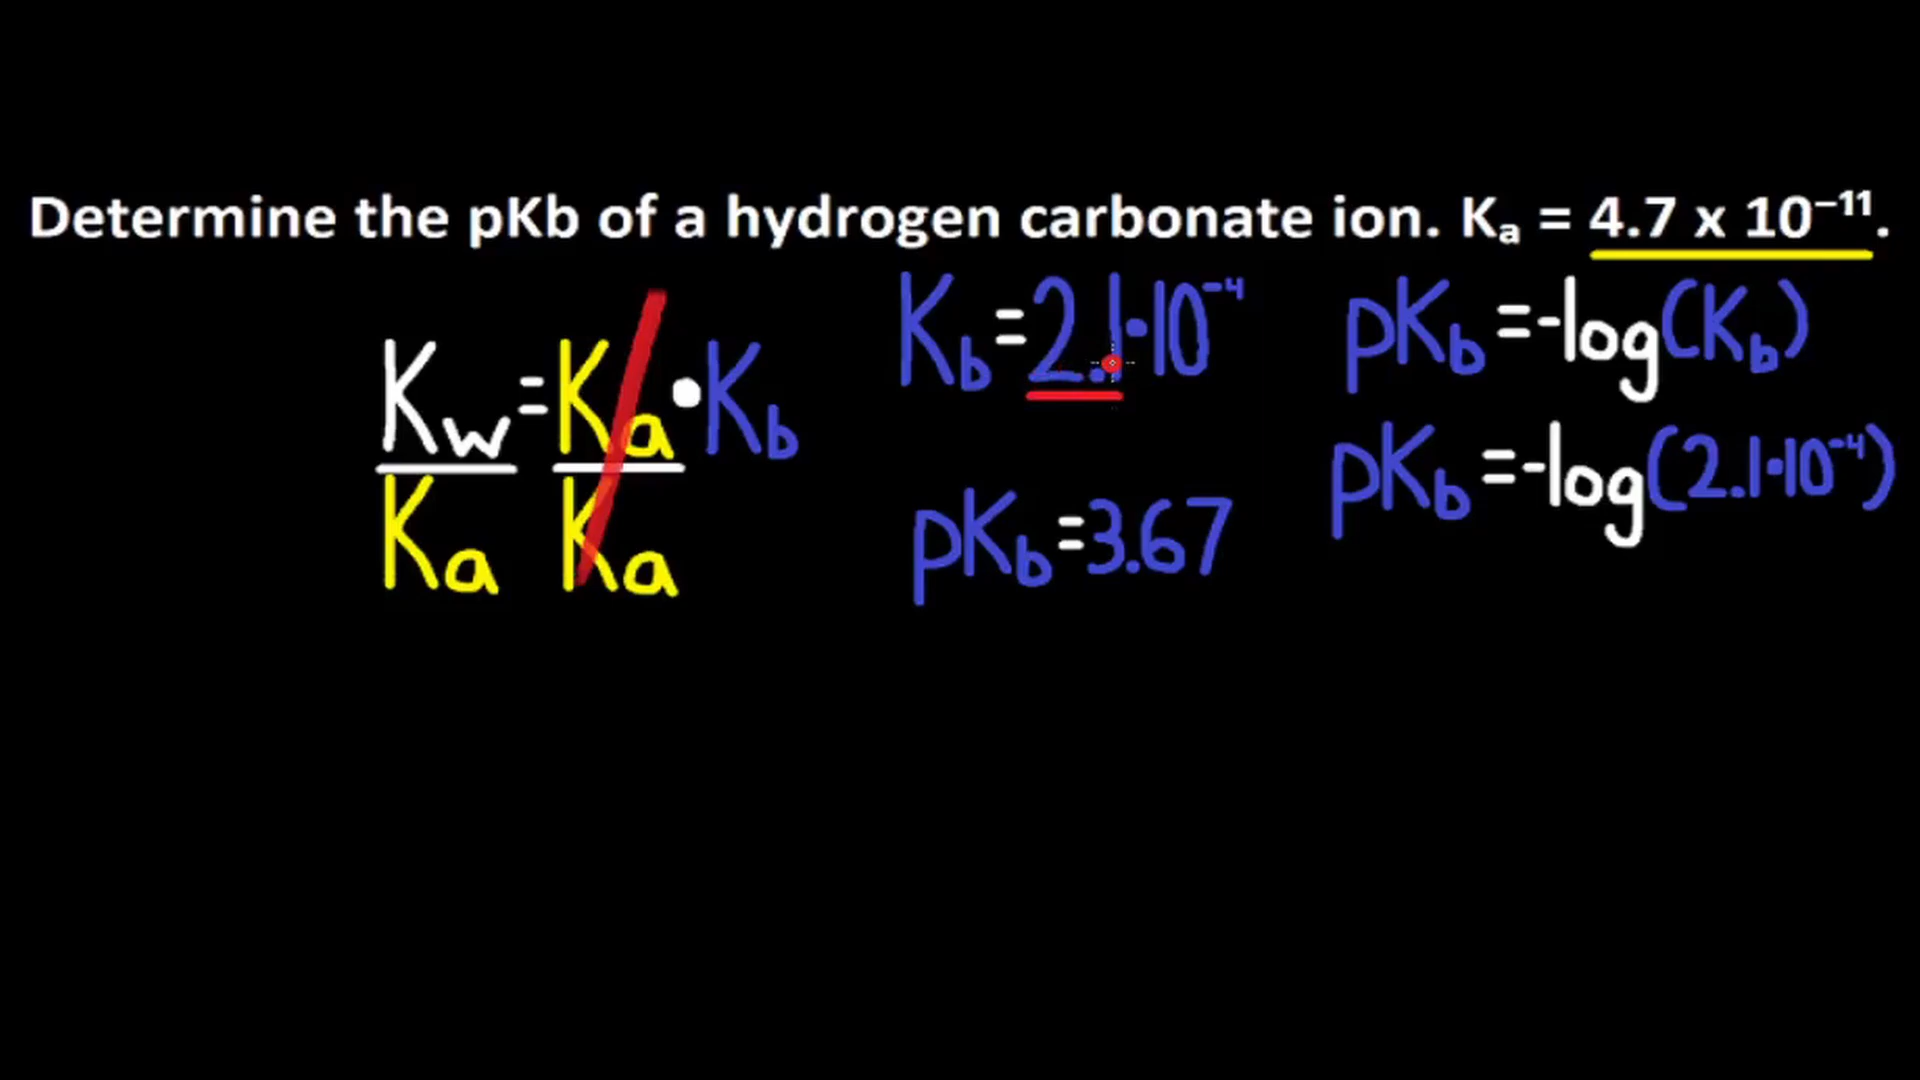 Determine the pKb of a hydrogen carbonate ion. Kₐ = 4.7 x 10⁻¹¹.
Kw = Ka • Kb
Ka Ka
Kb = 2.1·10⁻⁴
pKb = 3.67
pKb = -log(Kb)
pKb = -log(2.1·10⁻⁴)